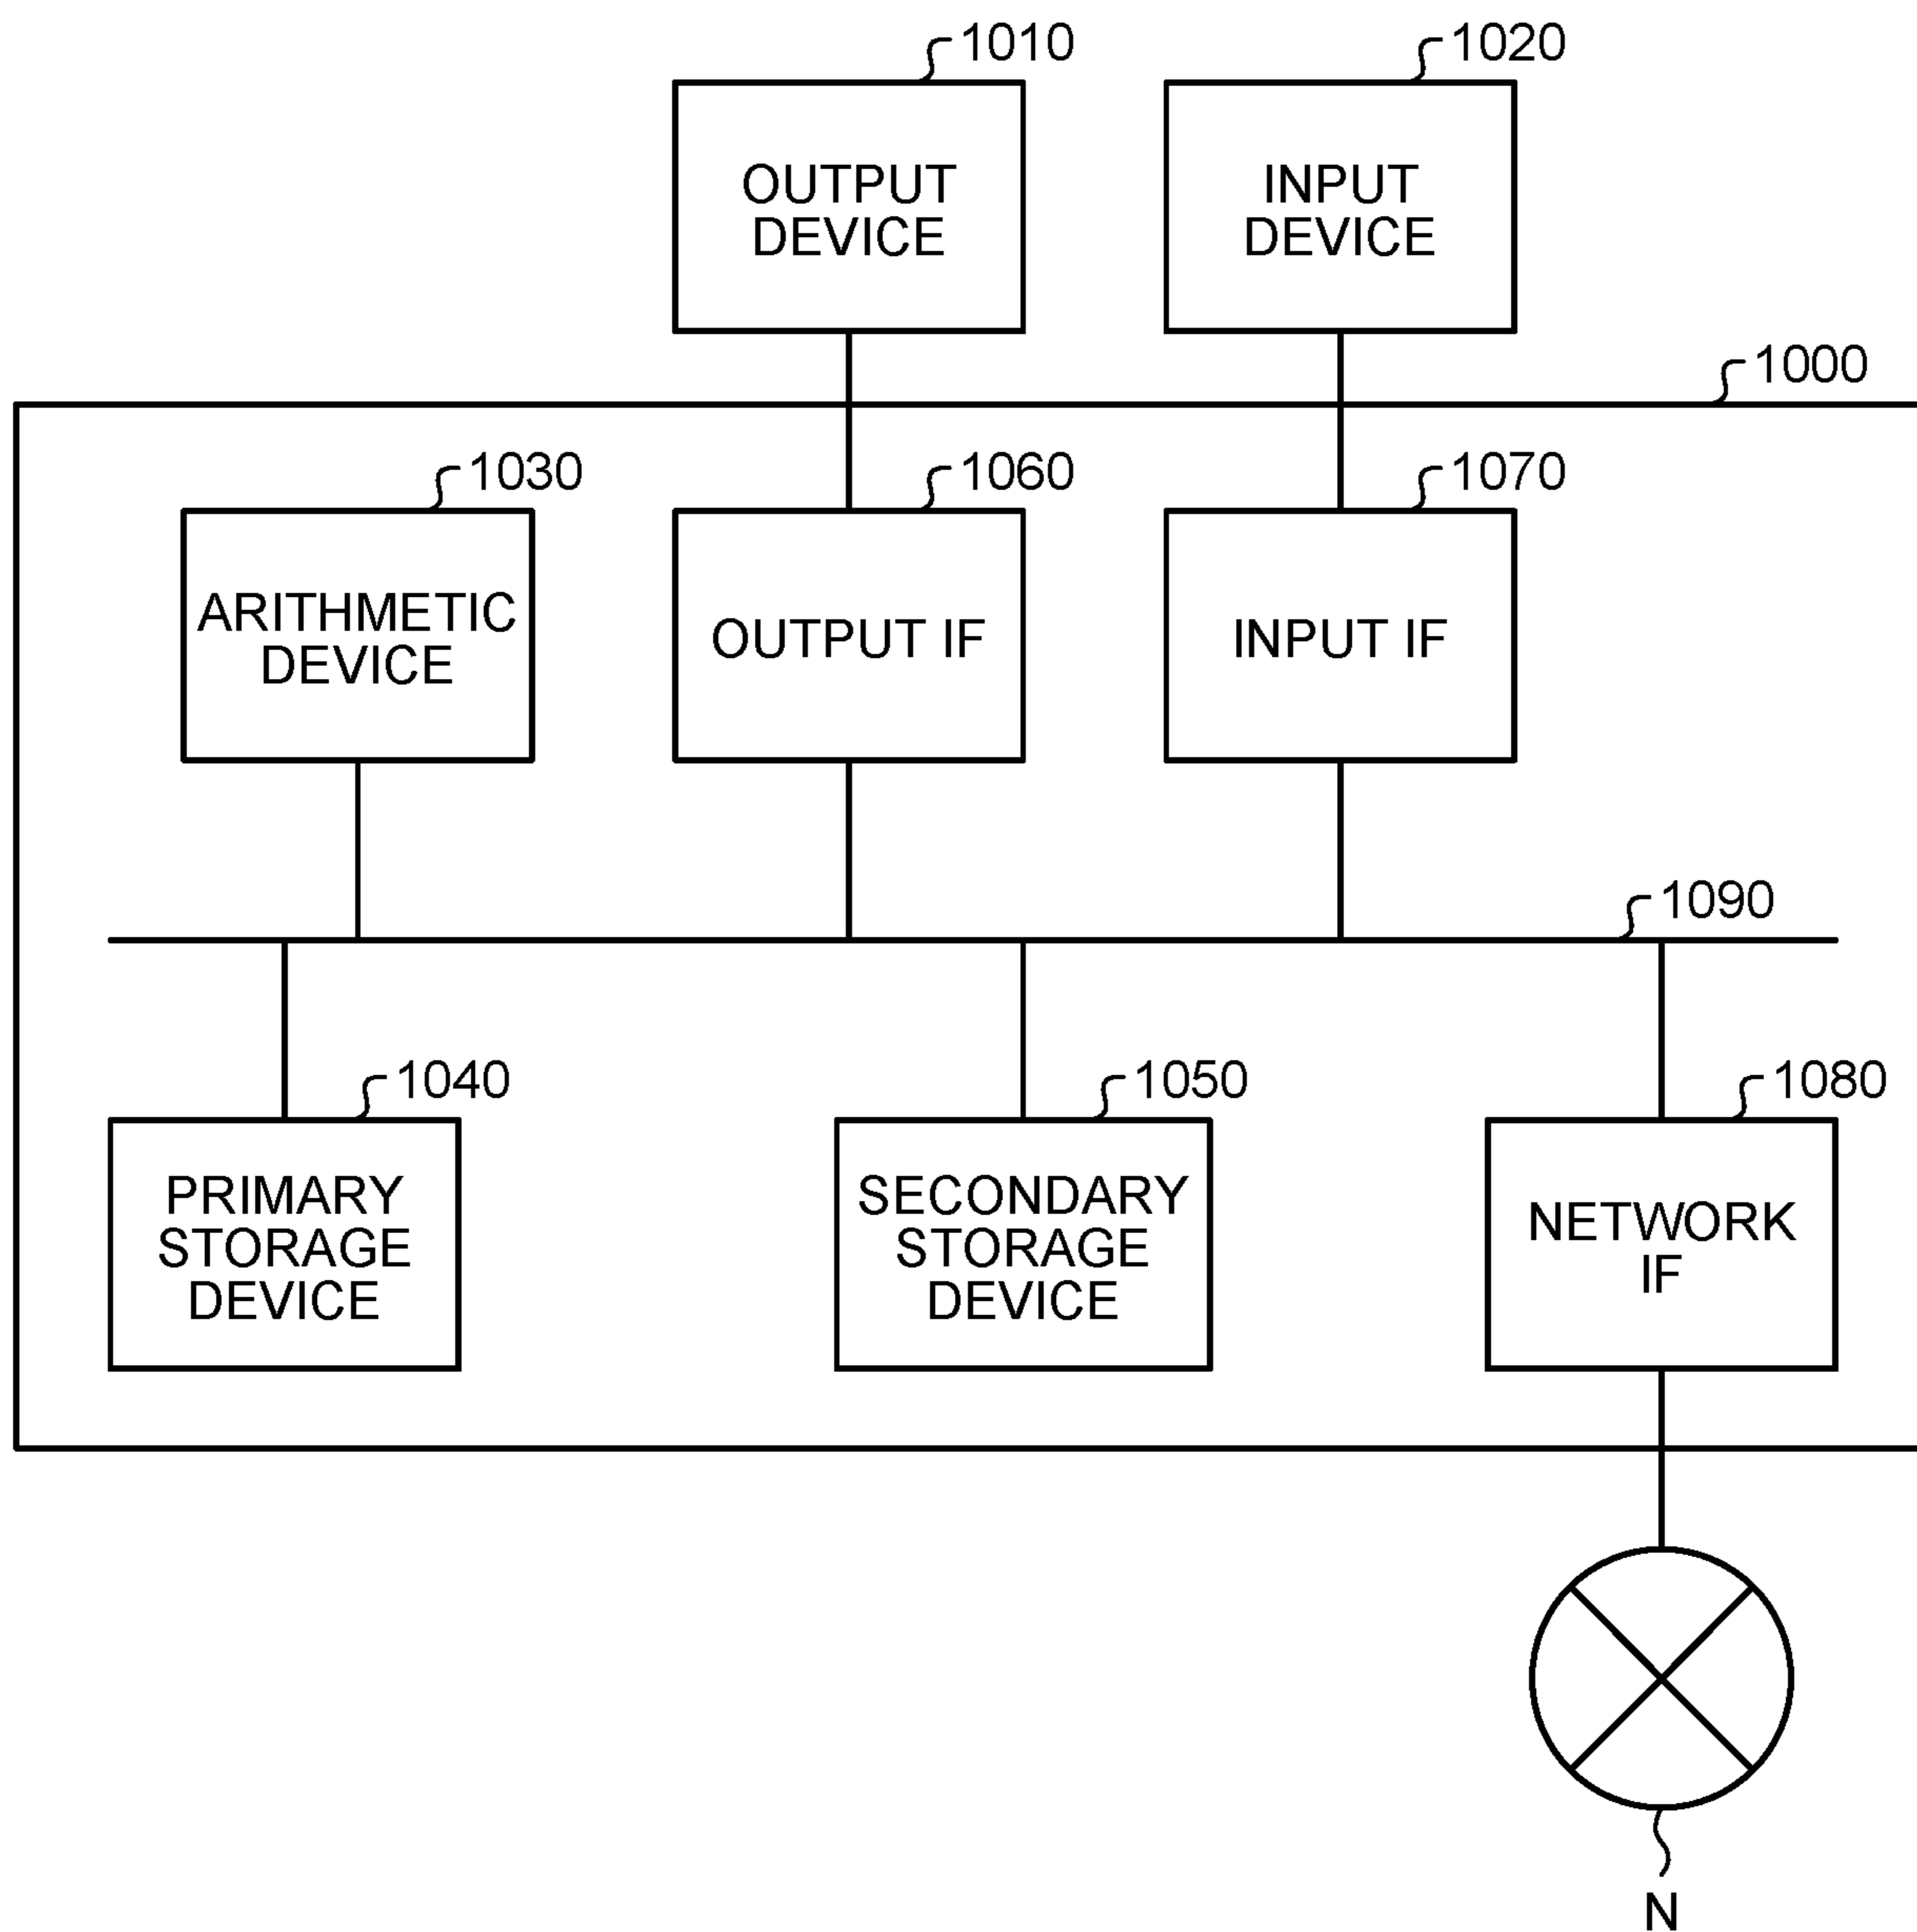 1010
1020
OUTPUT
DEVICE
INPUT
DEVICE
1000
1030
1060
1070
ARITHMETIC
DEVICE
OUTPUT IF
INPUT IF
1090
1040
1050
1080
PRIMARY
STORAGE
DEVICE
SECONDARY
STORAGE
DEVICE
NETWORK
IF
N